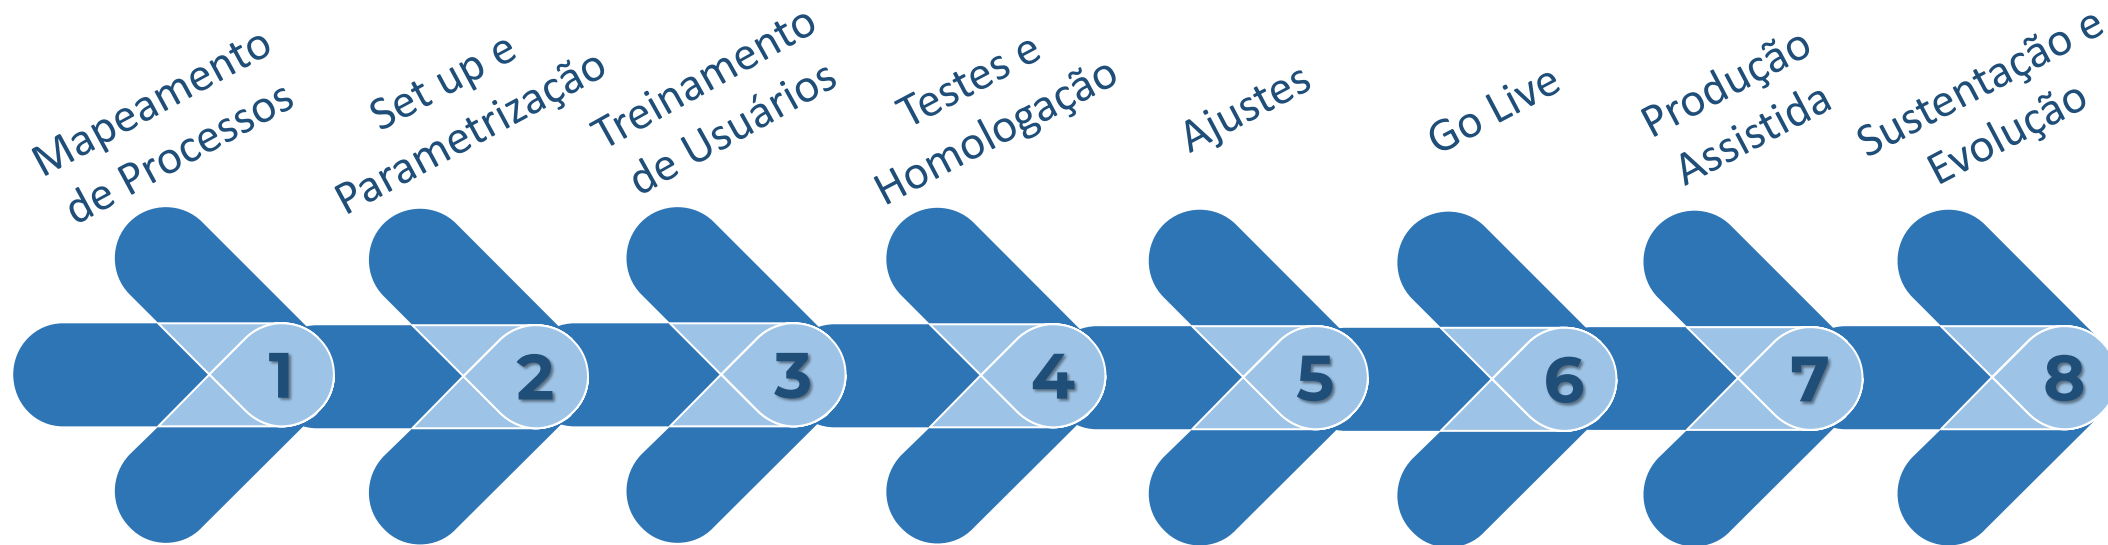 Mapeamento
de Processos
Set up e
Parametrização
Treinamento
de Usuários
Testes e
Homologação
Ajustes
Go Live
Produção
Assistida
Sustentação e
Evolução
1
2
3
4
5
6
7
8